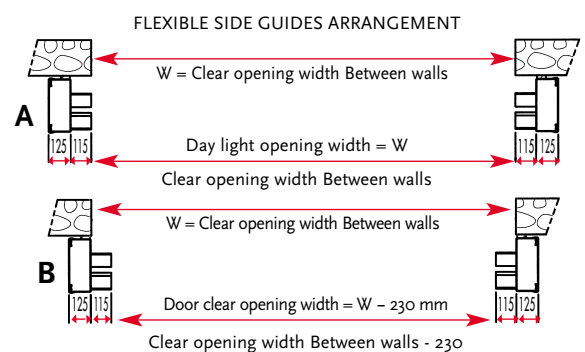 FLEXIBLE SIDE GUIDES ARRANGEMENT
W = Clear opening width Between walls
A
125 115 115 125
Day light opening width = W
Clear opening width Between walls
W = Clear opening width Between walls
B
125 115 Door clear opening width = W – 230 mm 115 125
Clear opening width Between walls - 230